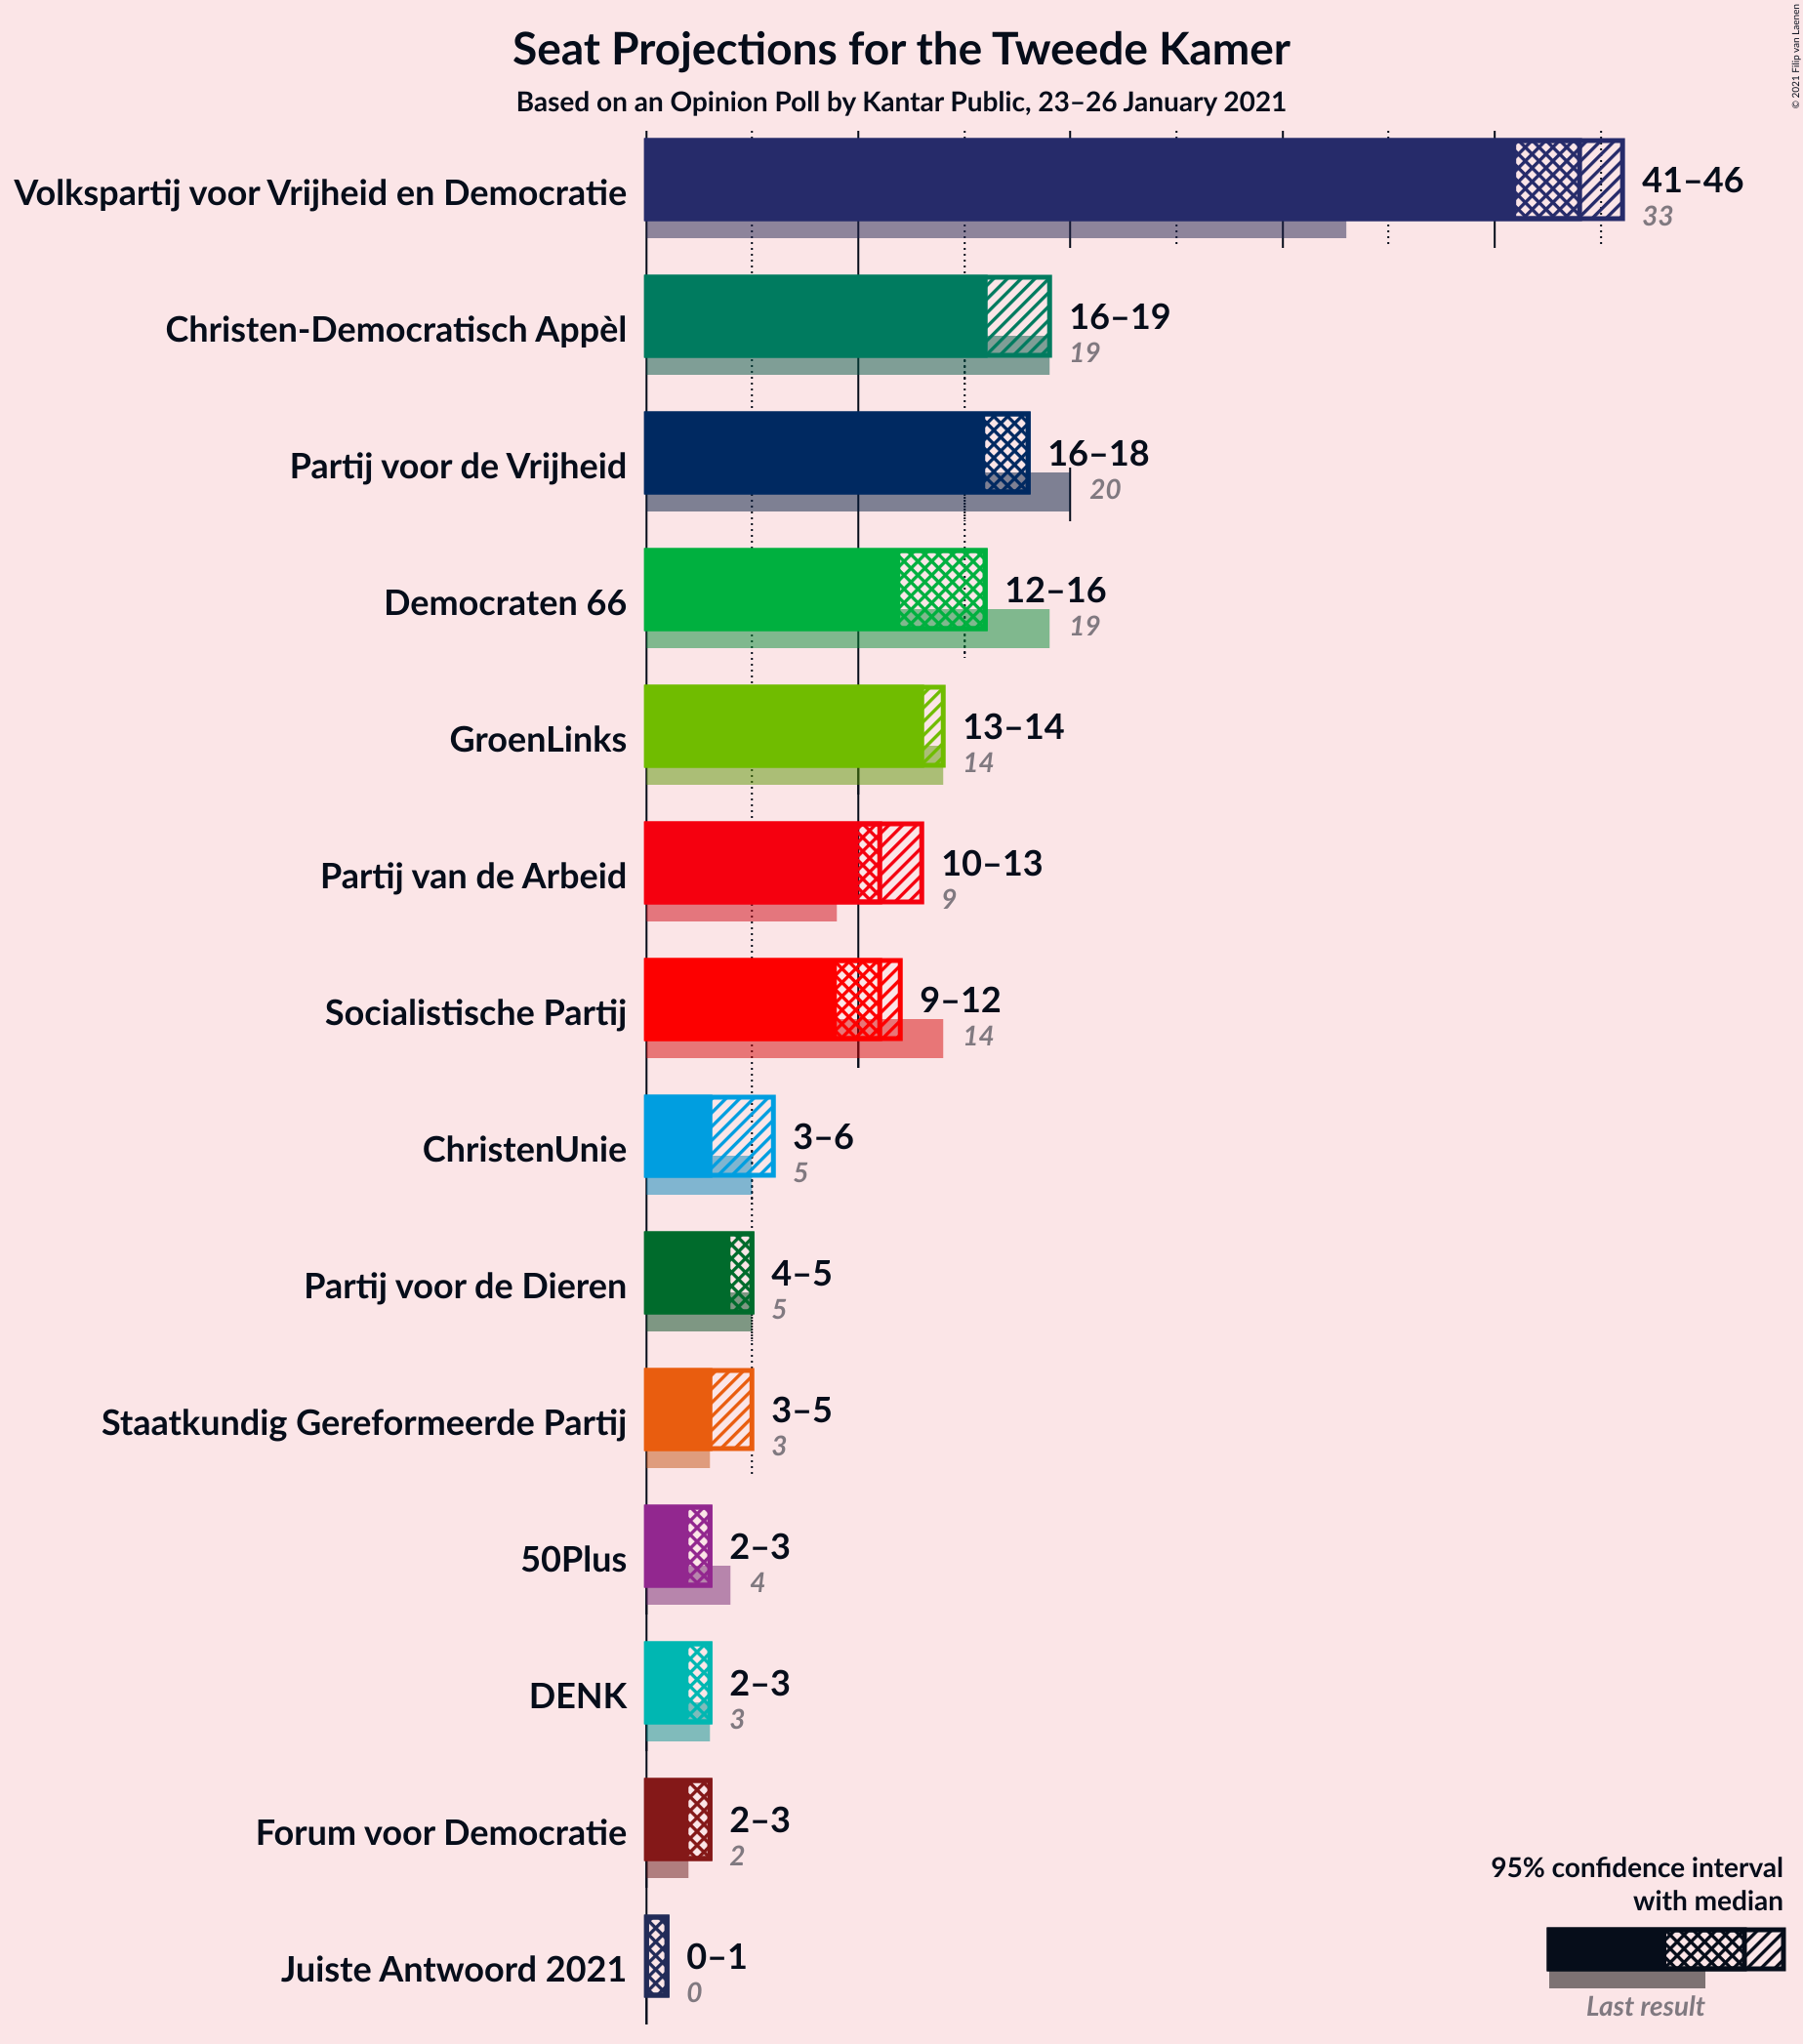 © 2021 Filip van Laenen
Seat Projections for the Tweede Kamer
Based on an Opinion Poll by Kantar Public, 23–26 January 2021
Volkspartij voor Vrijheid en Democratie
41–46
33
Christen-Democratisch Appèl
16–19
19
Partij voor de Vrijheid
16–18
20
Democraten 66
12–16
19
GroenLinks
13–14
14
Partij van de Arbeid
10–13
9
Socialistische Partij
9–12
14
ChristenUnie
3–6
5
Partij voor de Dieren
4–5
5
Staatkundig Gereformeerde Partij
3–5
3
50Plus
2–3
4
DENK
2–3
3
Forum voor Democratie
2–3
2
Juiste Antwoord 2021
0–1
0
95% confidence interval
with median
Last result